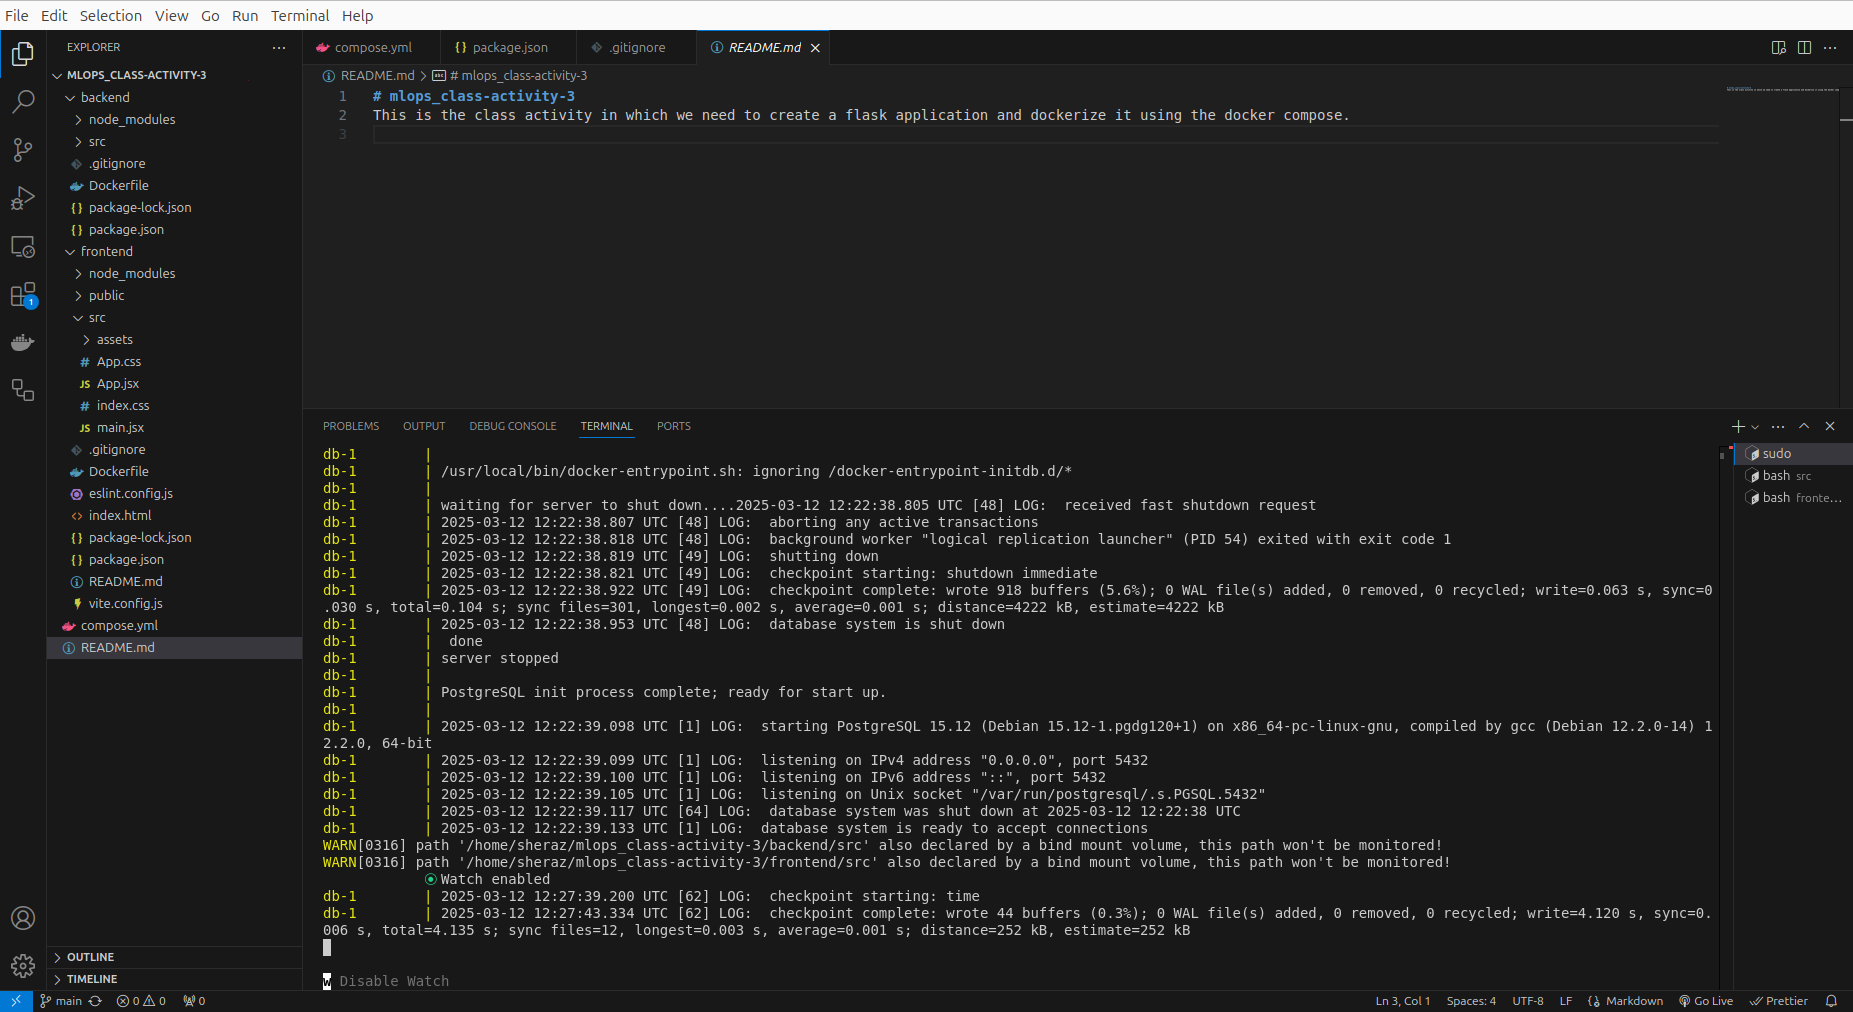 File Edit Selection View Go Run Terminal Help
EXPLORER
MLOPS_CLASS-ACTIVITY-3
backend
node_modules
src
.gitignore
Dockerfile
package-lock.json
package.json
frontend
node_modules
public
src
assets
App.css
App.jsx
index.css
main.jsx
.gitignore
Dockerfile
eslint.config.js
index.html
package-lock.json
package.json
README.md
vite.config.js
compose.yml
README.md
OUTLINE
TIMELINE
compose.yml package.json .gitignore README.md
README.md > # mlops_class-activity-3
1 # mlops_class-activity-3
2 This is the class activity in which we need to create a flask application and dockerize it using the docker compose.
3
PROBLEMS OUTPUT DEBUG CONSOLE TERMINAL PORTS
db-1 |
db-1 | /usr/local/bin/docker-entrypoint.sh: ignoring /docker-entrypoint-initdb.d/*
db-1 |
db-1 | waiting for server to shut down....2025-03-12 12:22:38.805 UTC [48] LOG:  received fast shutdown request
db-1 | 2025-03-12 12:22:38.807 UTC [48] LOG:  aborting any active transactions
db-1 | 2025-03-12 12:22:38.818 UTC [48] LOG:  background worker "logical replication launcher" (PID 54) exited with exit code 1
db-1 | 2025-03-12 12:22:38.819 UTC [49] LOG:  shutting down
db-1 | 2025-03-12 12:22:38.821 UTC [49] LOG:  checkpoint starting: shutdown immediate
db-1 | 2025-03-12 12:22:38.922 UTC [49] LOG:  checkpoint complete: wrote 918 buffers (5.6%); 0 WAL file(s) added, 0 removed, 0 recycled; write=0.063 s, sync=0
.030 s, total=0.104 s; sync files=301, longest=0.002 s, average=0.001 s; distance=4222 kB, estimate=4222 kB
db-1 | 2025-03-12 12:22:38.953 UTC [48] LOG:  database system is shut down
db-1 |  done
db-1 | server stopped
db-1 |
db-1 | PostgreSQL init process complete; ready for start up.
db-1 |
db-1 | 2025-03-12 12:22:39.098 UTC [1] LOG:  starting PostgreSQL 15.12 (Debian 15.12-1.pgdg120+1) on x86_64-pc-linux-gnu, compiled by gcc (Debian 12.2.0-14) 1
2.2.0, 64-bit
db-1 | 2025-03-12 12:22:39.099 UTC [1] LOG:  listening on IPv4 address "0.0.0.0", port 5432
db-1 | 2025-03-12 12:22:39.100 UTC [1] LOG:  listening on IPv6 address "::", port 5432
db-1 | 2025-03-12 12:22:39.105 UTC [1] LOG:  listening on Unix socket "/var/run/postgresql/.s.PGSQL.5432"
db-1 | 2025-03-12 12:22:39.117 UTC [64] LOG:  database system was shut down at 2025-03-12 12:22:38 UTC
db-1 | 2025-03-12 12:22:39.133 UTC [1] LOG:  database system is ready to accept connections
WARN[0316] path '/home/sheraz/mlops_class-activity-3/backend/src' also declared by a bind mount volume, this path won't be monitored!
WARN[0316] path '/home/sheraz/mlops_class-activity-3/frontend/src' also declared by a bind mount volume, this path won't be monitored!
Watch enabled
db-1 | 2025-03-12 12:27:39.200 UTC [62] LOG:  checkpoint starting: time
db-1 | 2025-03-12 12:27:43.334 UTC [62] LOG:  checkpoint complete: wrote 44 buffers (0.3%); 0 WAL file(s) added, 0 removed, 0 recycled; write=4.120 s, sync=0.
006 s, total=4.135 s; sync files=12, longest=0.003 s, average=0.001 s; distance=252 kB, estimate=252 kB
w Disable Watch
sudo
bash src
bash fronte...
1
main 0 0 0 Ln 3, Col 1 Spaces: 4 UTF-8 LF Markdown Go Live Prettier